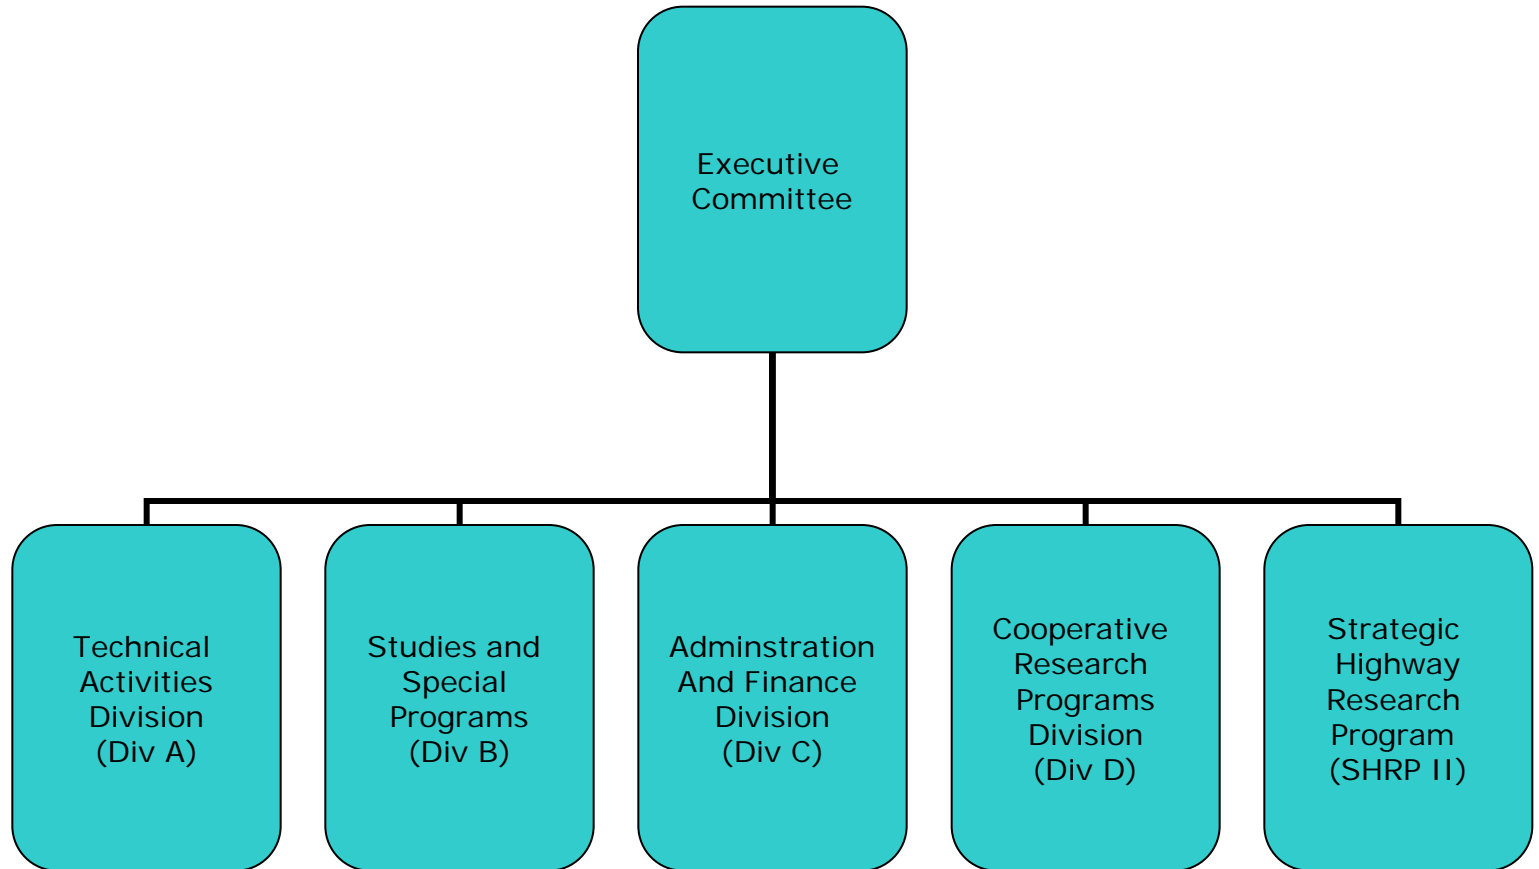 Executive
Committee
Technical
Activities
Division
(Div A)
Studies and
Special
Programs
(Div B)
Adminstration
And Finance
Division
(Div C)
Cooperative
Research
Programs
Division
(Div D)
Strategic
Highway
Research
Program
(SHRP II)